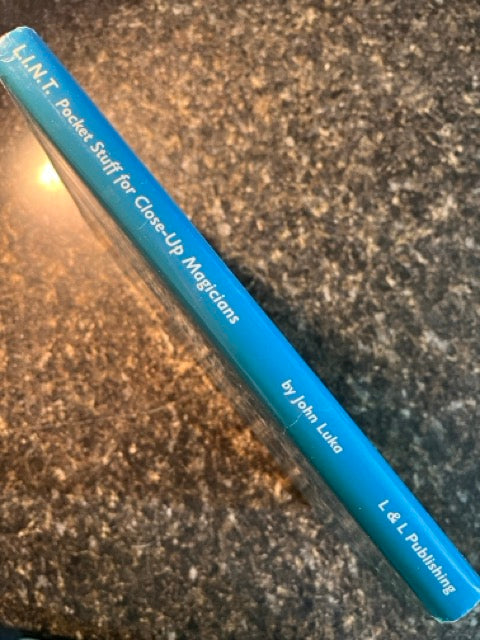 L.I.N.T. Pocket Stuff for Close-Up Magicians
by John Luka
L & L Publishing